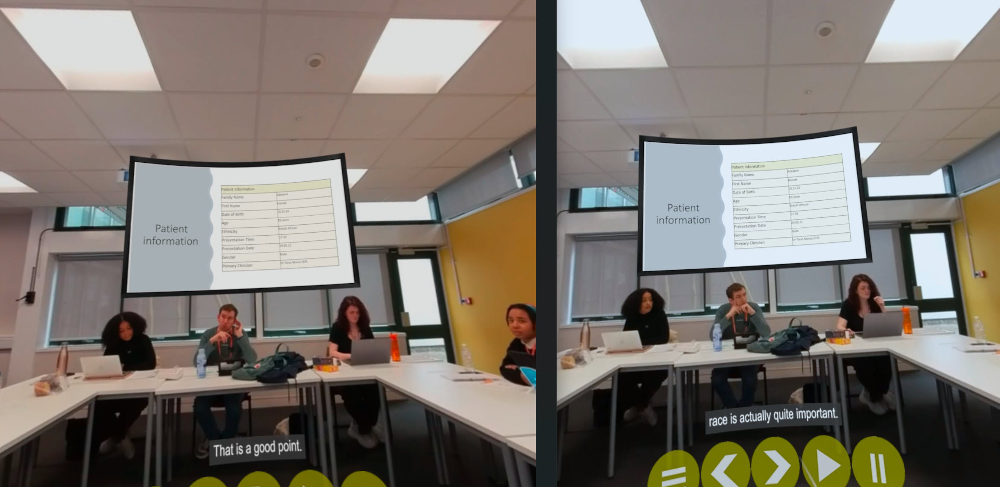 Patient
information
Patient Information
Family Name Adeyemi
First Name Kayode
Date of Birth 15.01.63
Age 59 years
Ethnicity British African
Presentation Time 17.30
Presentation Date 29.05.21
Gender Male
Primary Clinician Dr Taras Moroz (GP)
That is a good point.
Patient
information
Patient Information
Family Name Adeyemi
First Name Kayode
Date of Birth 15.01.63
Age 59 years
Ethnicity British African
Presentation Time 17.30
Presentation Date 29.05.21
Gender Male
Primary Clinician Dr Taras Moroz (GP)
race is actually quite important.